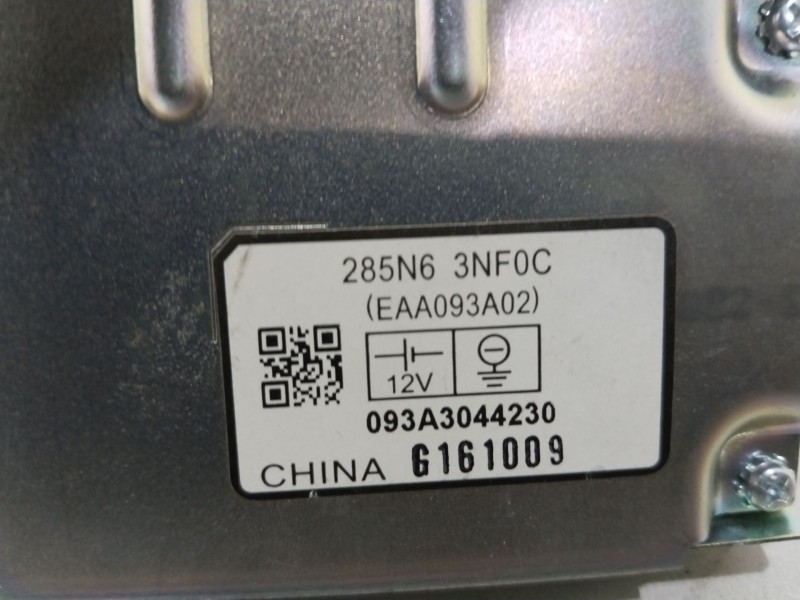 285N6 3NF0C
(EAA093A02)
12V
093A3044230
CHINA G161009